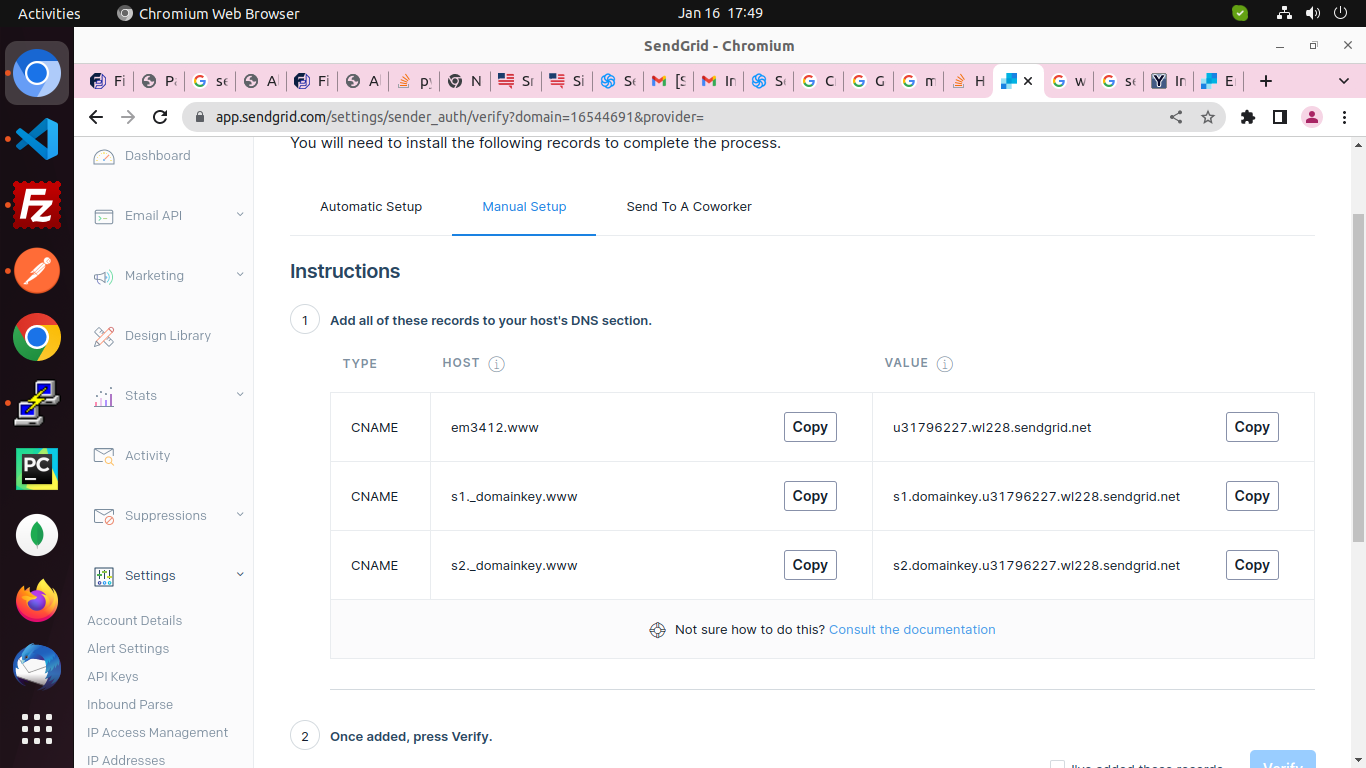 Activities Chromium Web Browser Jan 16 17:49
SendGrid - Chromium
Fi Pa se A Fi A py N Sr Si Se [S In Se C G m H w se In E
app.sendgrid.com/settings/sender_auth/verify?domain=16544691&provider=
Dashboard
Email API
Marketing
Design Library
Stats
Activity
Suppressions
Settings
Account Details
Alert Settings
API Keys
Inbound Parse
IP Access Management
IP Addresses
You will need to install the following records to complete the process.
Automatic Setup Manual Setup Send To A Coworker
Instructions
1 Add all of these records to your host's DNS section.
TYPE HOST VALUE
CNAME em3412.www Copy u31796227.wl228.sendgrid.net Copy
CNAME s1._domainkey.www Copy s1.domainkey.u31796227.wl228.sendgrid.net Copy
CNAME s2._domainkey.www Copy s2.domainkey.u31796227.wl228.sendgrid.net Copy
Not sure how to do this? Consult the documentation
2 Once added, press Verify.
I've added these records. Verify